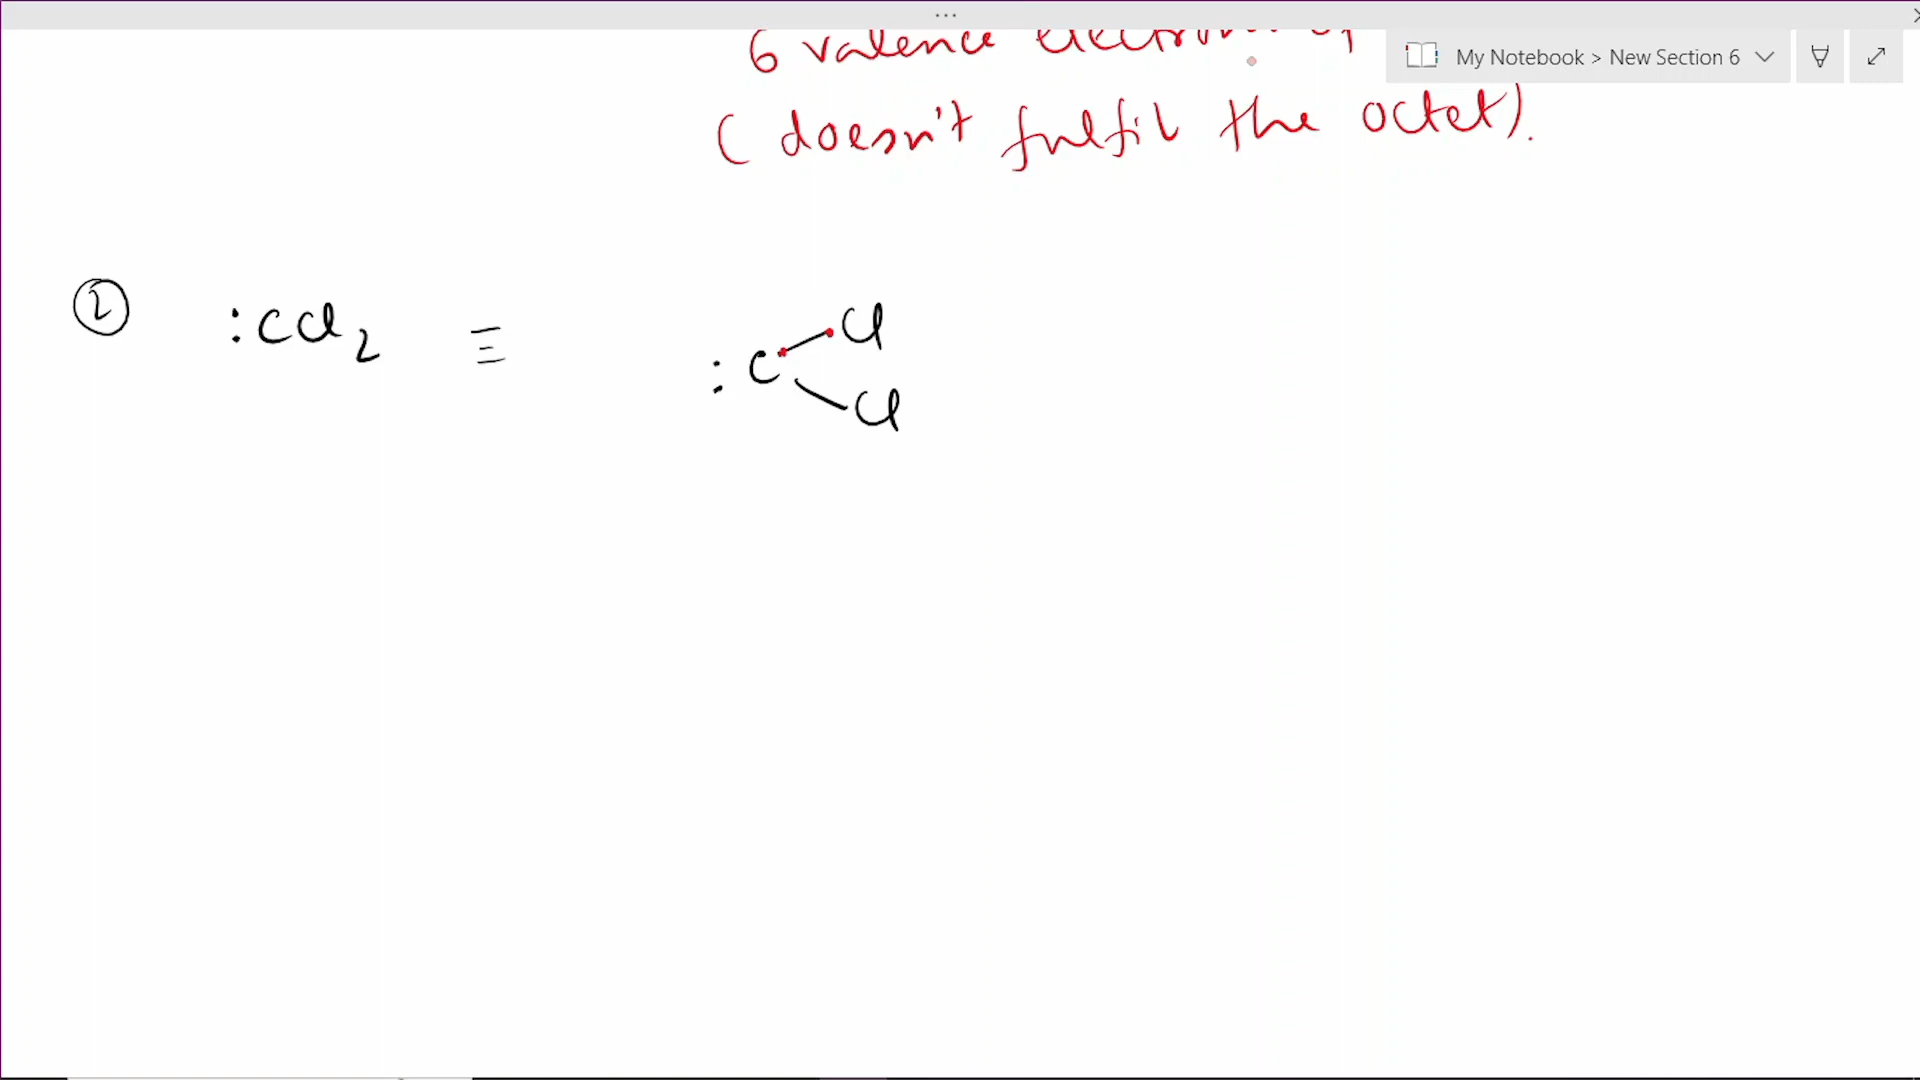 ...
6 valence
My Notebook > New Section 6
(doesn't fulfil the octet).
② :CCl2 ≡ :C Cl
Cl